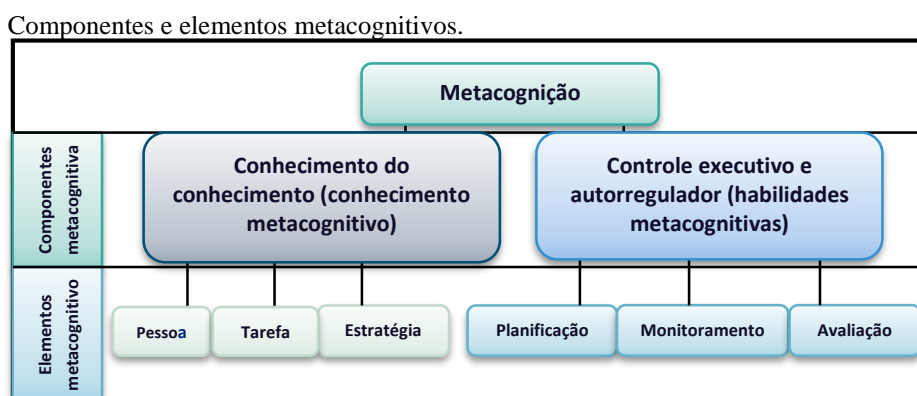 Componentes e elementos metacognitivos.
Metacognição
Componentes
metacognitiva
Conhecimento do
conhecimento (conhecimento
metacognitivo)
Controle executivo e
autorregulador (habilidades
metacognitivas)
Elementos
metacognitivo
Pessoa
Tarefa
Estratégia
Planificação
Monitoramento
Avaliação